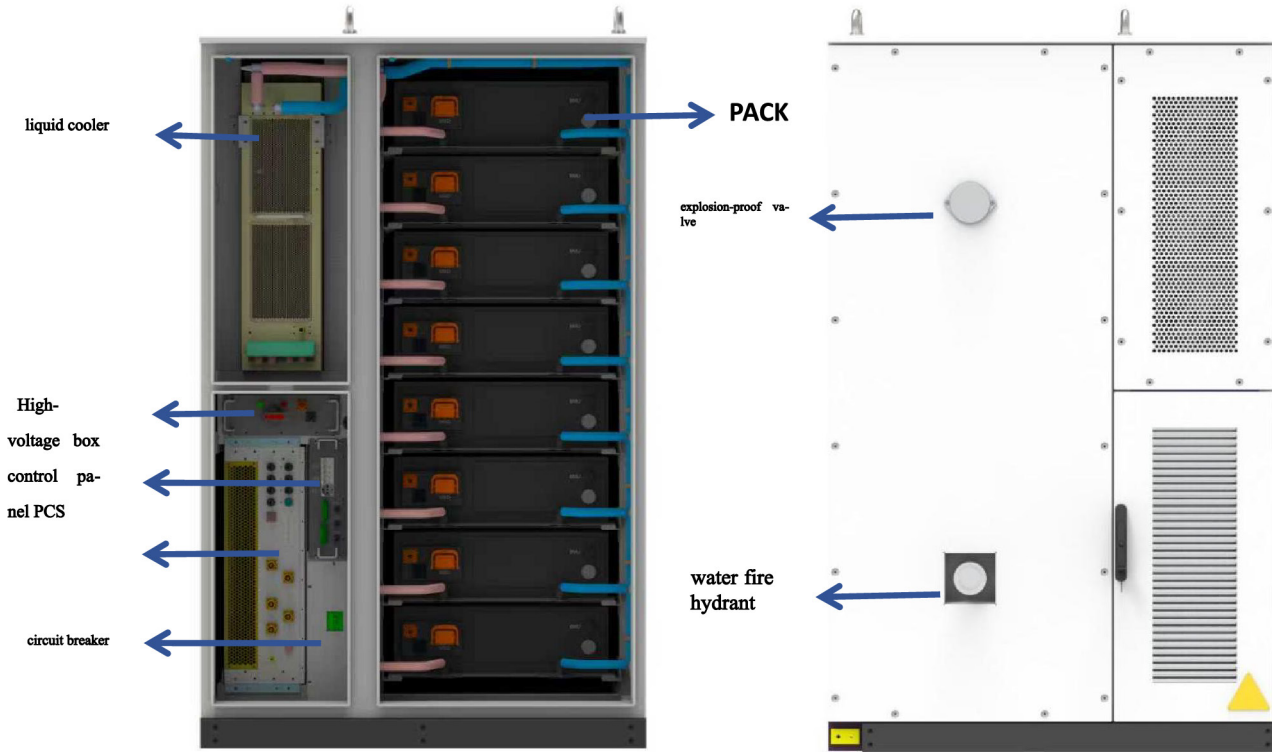 liquid cooler
PACK
explosion-proof va-
lve
High-
voltage box
control pa-
nel PCS
water fire
hydrant
circuit breaker